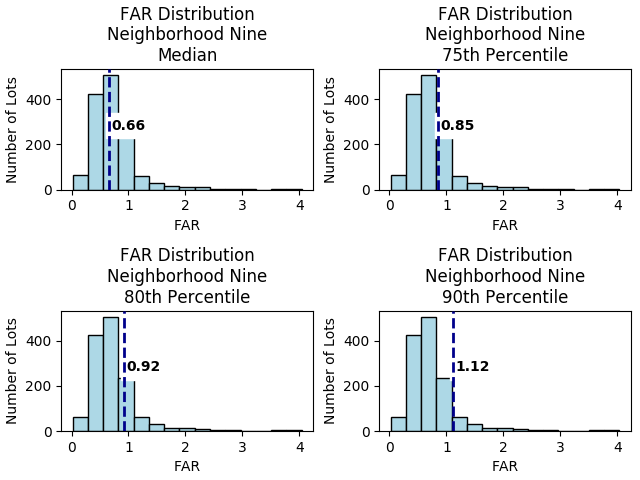 FAR Distribution
Neighborhood Nine
Median
Number of Lots
400
200
0
0.66
0 1 2 3 4
FAR
FAR Distribution
Neighborhood Nine
75th Percentile
Number of Lots
400
200
0
0.85
0 1 2 3 4
FAR
FAR Distribution
Neighborhood Nine
80th Percentile
Number of Lots
400
200
0
0.92
0 1 2 3 4
FAR
FAR Distribution
Neighborhood Nine
90th Percentile
Number of Lots
400
200
0
1.12
0 1 2 3 4
FAR